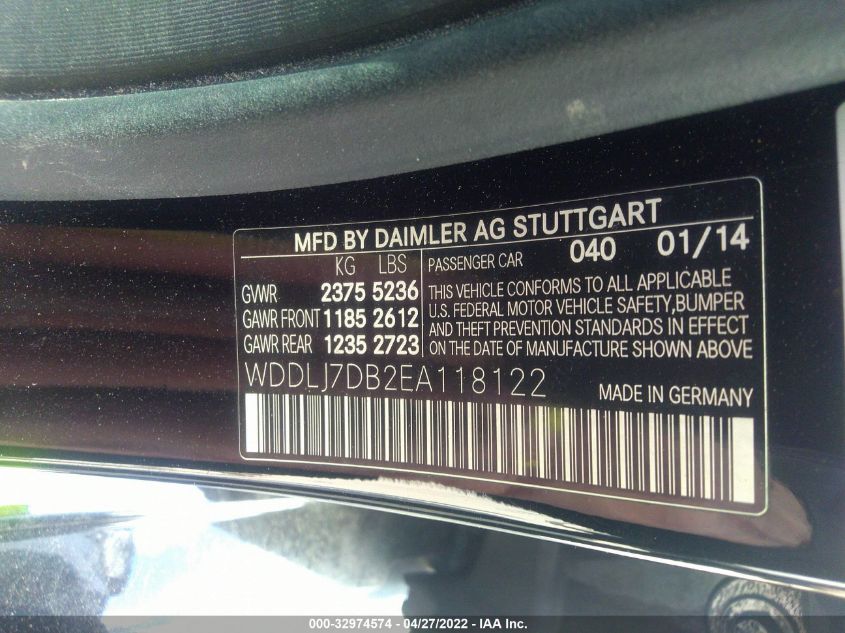 MFD BY DAIMLER AG STUTTGART
KG LBS
GVWR 2375 5236
GAWR FRONT 1185 2612
GAWR REAR 1235 2723
PASSENGER CAR 040 01/14
THIS VEHICLE CONFORMS TO ALL APPLICABLE
U.S. FEDERAL MOTOR VEHICLE SAFETY,BUMPER
AND THEFT PREVENTION STANDARDS IN EFFECT
ON THE DATE OF MANUFACTURE SHOWN ABOVE.
WDDLJ7DB2EA118122
MADE IN GERMANY
000-32974574 / 04/27/2022 - IAA Inc.